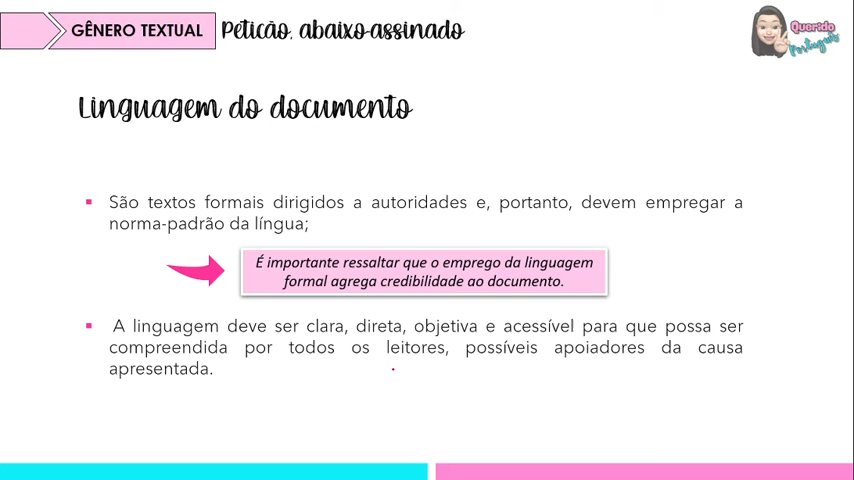 GÊNERO TEXTUAL Petição, abaixo-assinado
Querido
Português
Linguagem do documento
▪ São textos formais dirigidos a autoridades e, portanto, devem empregar a
norma-padrão da língua;
É importante ressaltar que o emprego da linguagem
formal agrega credibilidade ao documento.
▪ A linguagem deve ser clara, direta, objetiva e acessível para que possa ser
compreendida por todos os leitores, possíveis apoiadores da causa
apresentada.